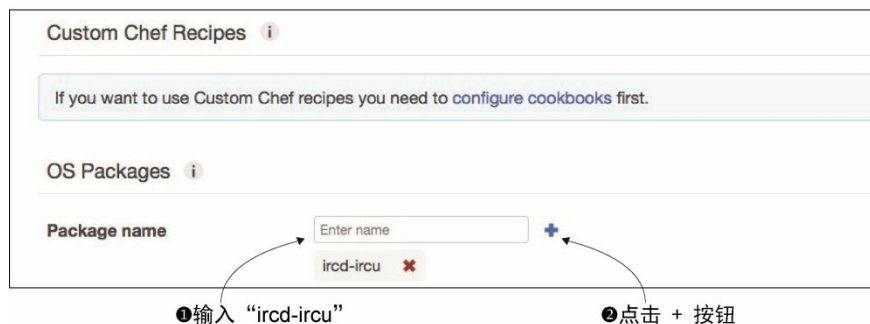 Custom Chef Recipes i
If you want to use Custom Chef recipes you need to configure cookbooks first.
OS Packages i
Package name
Enter name
ircd-ircu
❶输入 “ircd-ircu”
❷点击 + 按钮